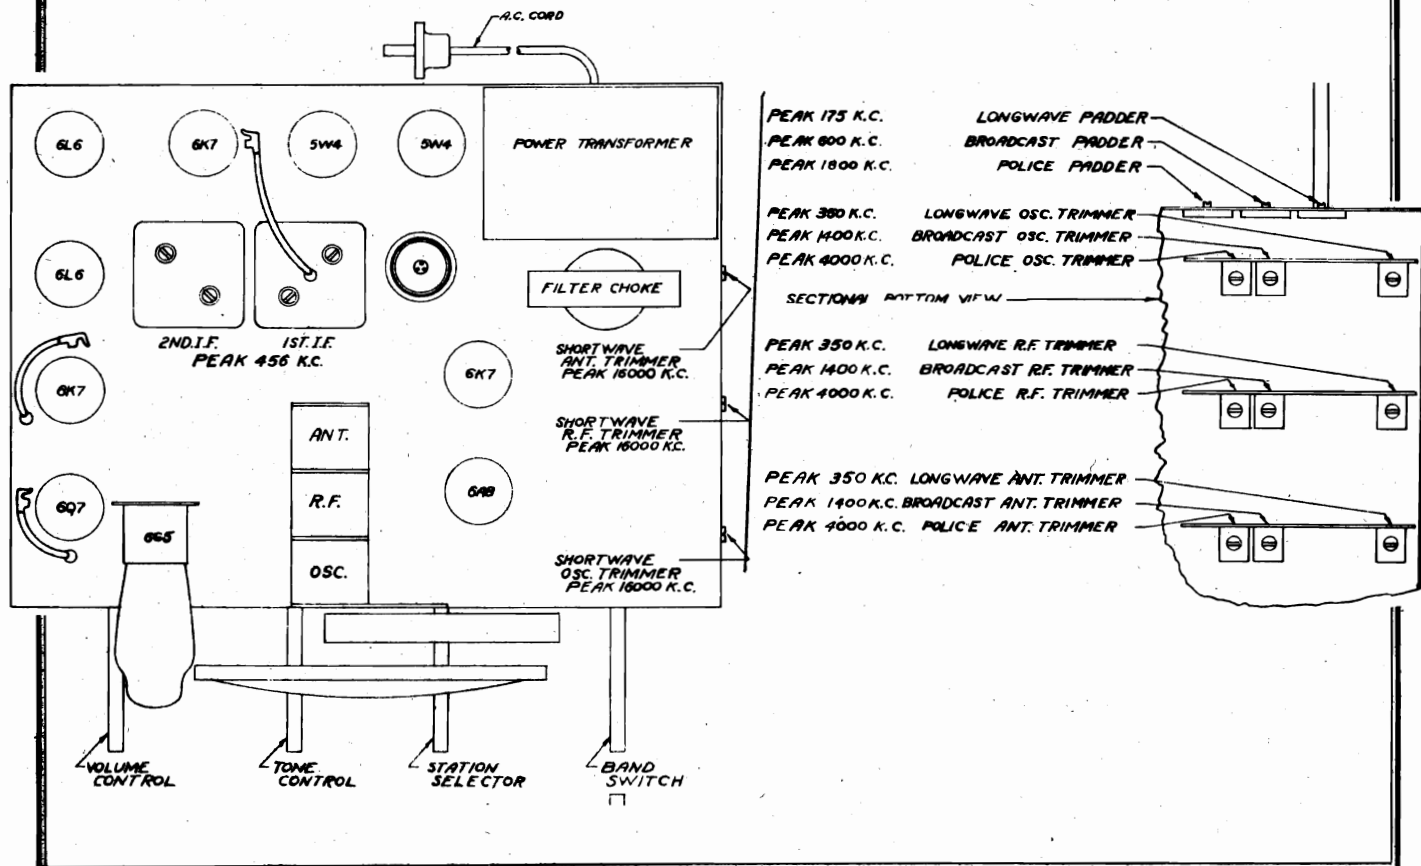 A.C. CORD
6L6
6K7
5W4
5W4
POWER TRANSFORMER
6L6
FILTER CHOKE
2ND. I.F.
1ST. I.F.
PEAK 456 K.C.
6K7
6K7
SHORTWAVE
ANT. TRIMMER
PEAK 16000 K.C.
ANT.
SHORTWAVE
R.F. TRIMMER
PEAK 16000 K.C.
6Q7
R.F.
6A8
6G5
OSC.
SHORTWAVE
OSC. TRIMMER
PEAK 16000 K.C.
VOLUME
CONTROL
TONE
CONTROL
STATION
SELECTOR
BAND
SWITCH
PEAK 175 K.C. LONGWAVE PADDER
PEAK 600 K.C. BROADCAST PADDER
PEAK 1800 K.C. POLICE PADDER
PEAK 350 K.C. LONGWAVE OSC. TRIMMER
PEAK 1400 K.C. BROADCAST OSC. TRIMMER
PEAK 4000 K.C. POLICE OSC. TRIMMER
SECTIONAL BOTTOM VIEW
PEAK 350 K.C. LONGWAVE R.F. TRIMMER
PEAK 1400 K.C. BROADCAST R.F. TRIMMER
PEAK 4000 K.C. POLICE R.F. TRIMMER
PEAK 350 K.C. LONGWAVE ANT. TRIMMER
PEAK 1400 K.C. BROADCAST ANT. TRIMMER
PEAK 4000 K.C. POLICE ANT. TRIMMER